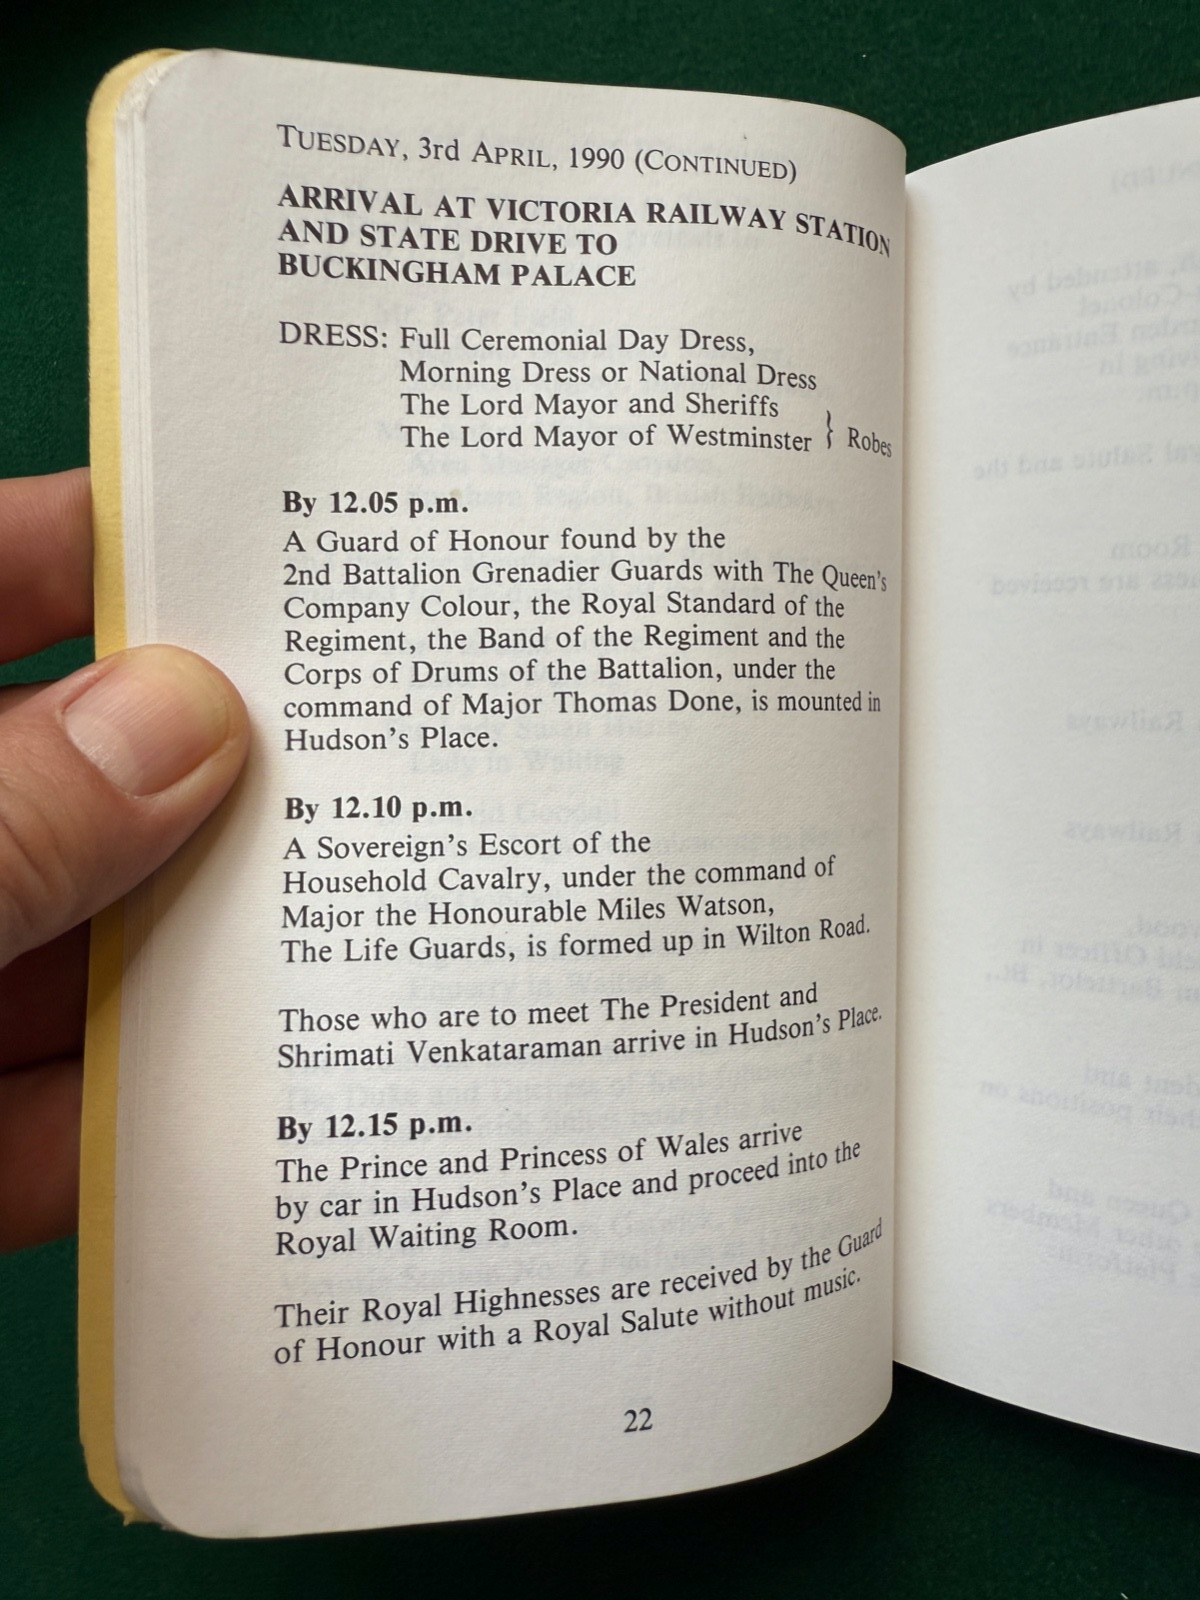 TUESDAY, 3rd APRIL, 1990 (CONTINUED)
ARRIVAL AT VICTORIA RAILWAY STATION
AND STATE DRIVE TO
BUCKINGHAM PALACE
DRESS: Full Ceremonial Day Dress,
Morning Dress or National Dress
The Lord Mayor and Sheriffs
The Lord Mayor of Westminster } Robes
By 12.05 p.m.
A Guard of Honour found by the
2nd Battalion Grenadier Guards with The Queen's
Company Colour, the Royal Standard of the
Regiment, the Band of the Regiment and the
Corps of Drums of the Battalion, under the
command of Major Thomas Done, is mounted in
Hudson's Place.
By 12.10 p.m.
A Sovereign's Escort of the
Household Cavalry, under the command of
Major the Honourable Miles Watson,
The Life Guards, is formed up in Wilton Road.
Those who are to meet The President and
Shrimati Venkataraman arrive in Hudson's Place.
By 12.15 p.m.
The Prince and Princess of Wales arrive
by car in Hudson's Place and proceed into the
Royal Waiting Room.
Their Royal Highnesses are received by the Guard
of Honour with a Royal Salute without music.
22